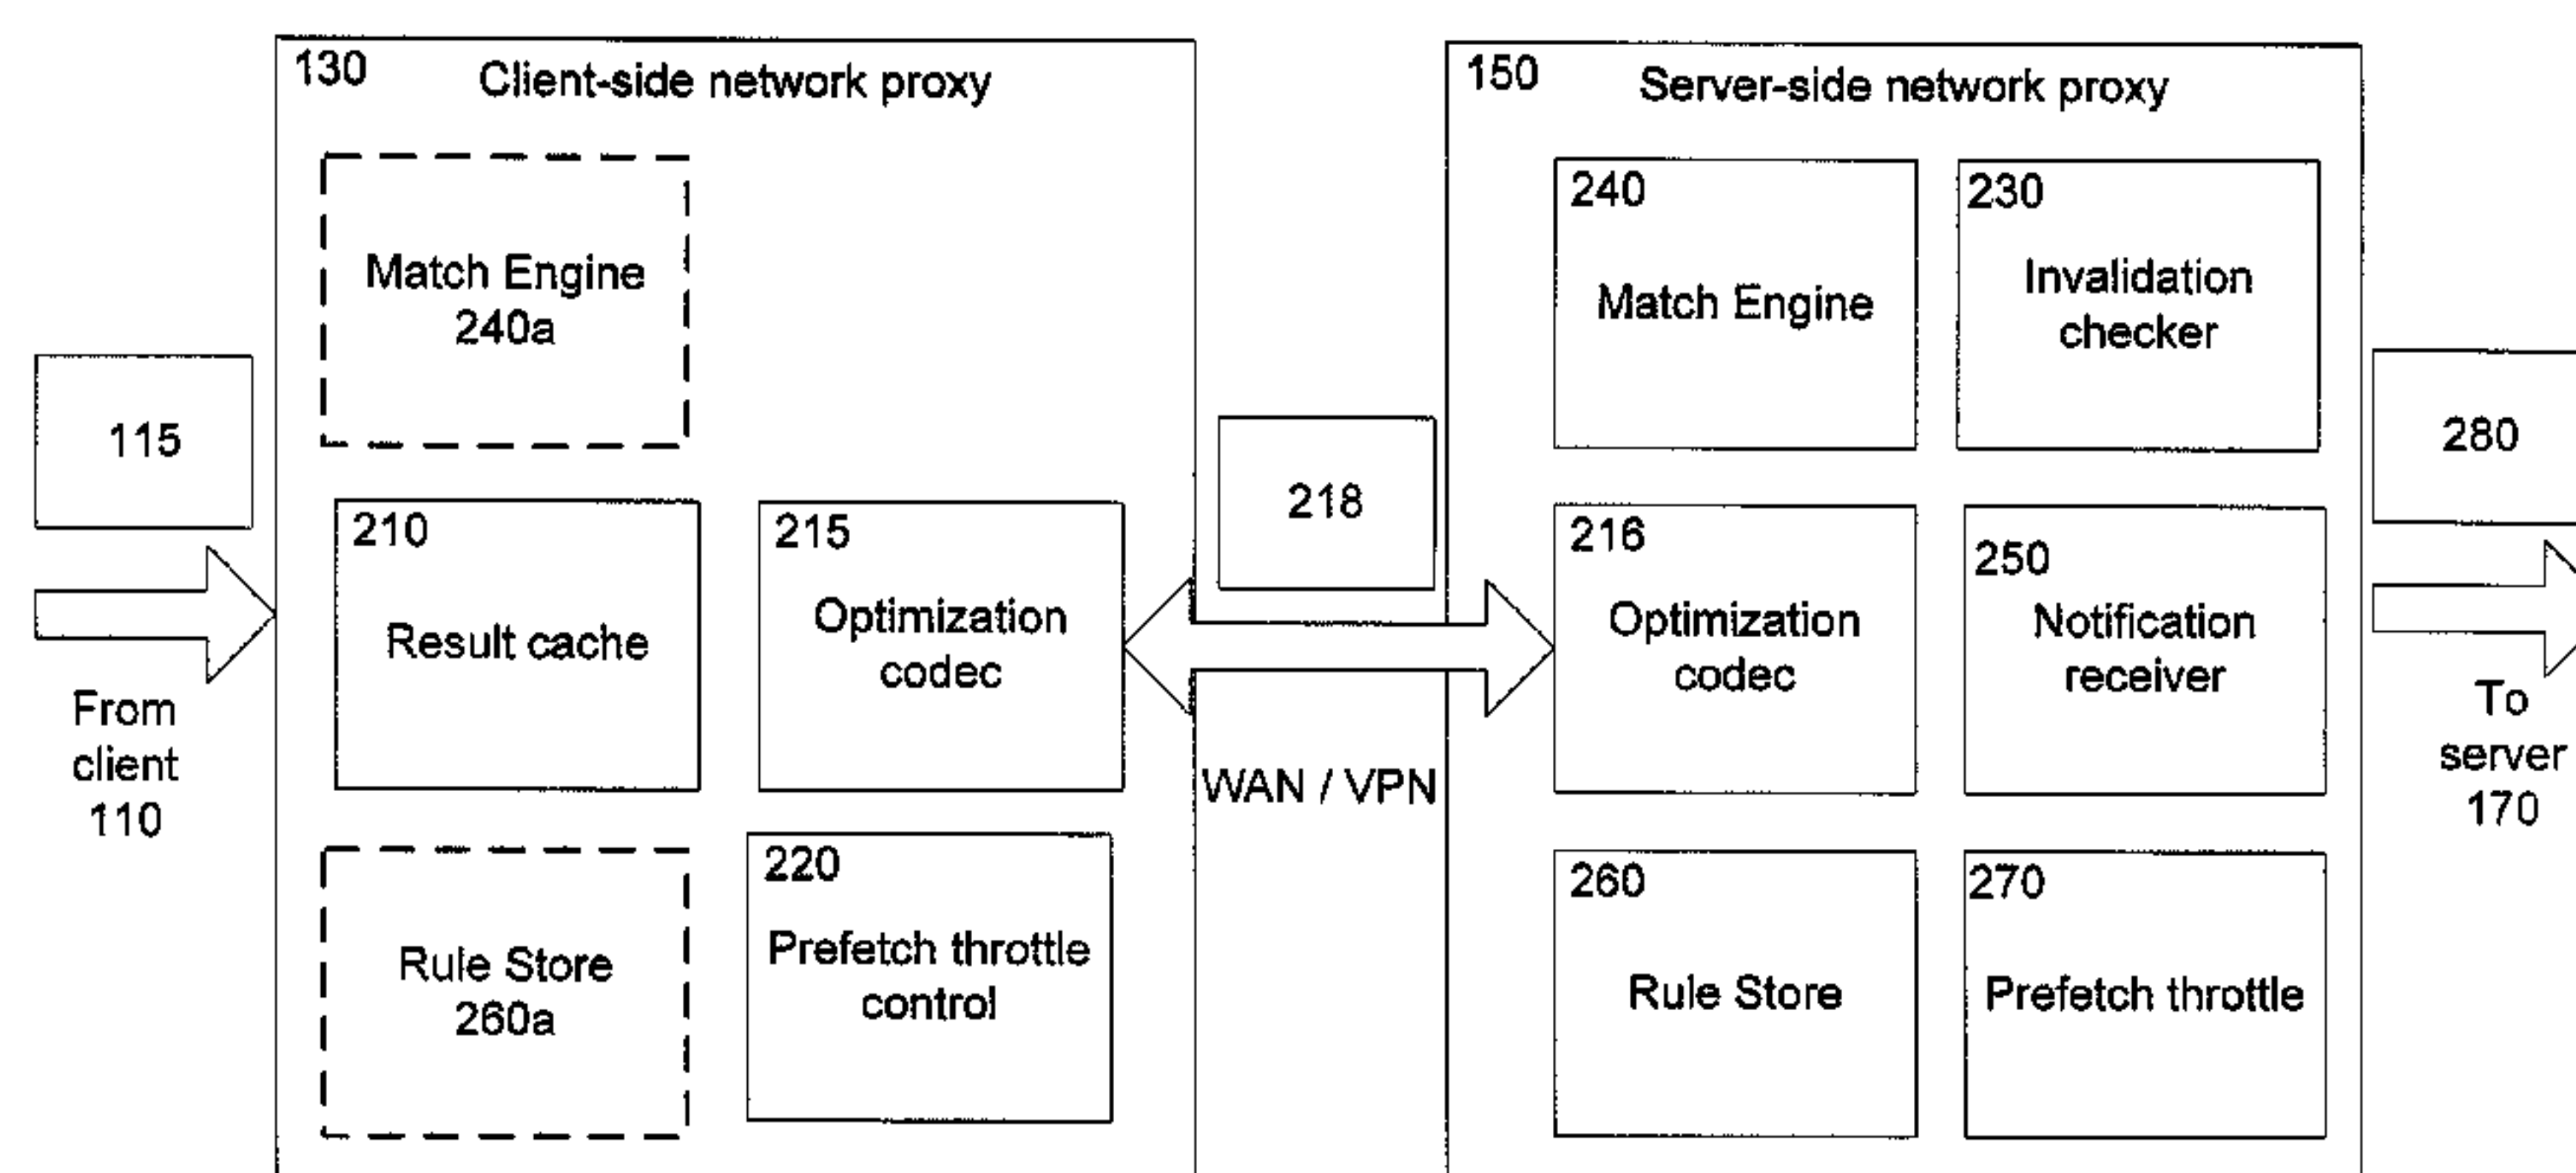 130
Client-side network proxy
Match Engine
240a
210
Result cache
215
Optimization
codec
Rule Store
260a
220
Prefetch throttle
control
115
From
client
110
218
WAN / VPN
150
Server-side network proxy
240
Match Engine
230
Invalidation
checker
216
Optimization
codec
250
Notification
receiver
260
Rule Store
270
Prefetch throttle
280
To
server
170